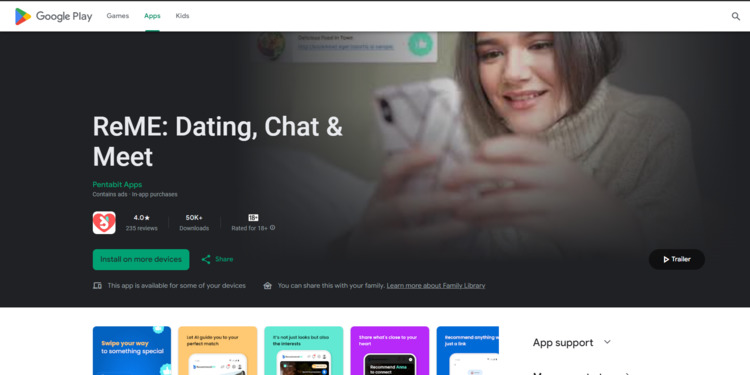 Google Play
Games
Apps
Kids
Delicious Food in Town
ReME: Dating, Chat &
Meet
Pentabit Apps
Contains ads · In-app purchases
4.0★
235 reviews
50K+
Downloads
18+
Rated for 18+
Install on more devices
Share
Trailer
This app is available for some of your devices
You can share this with your family. Learn more about Family Library
Swipe your way
to something special
Let AI guide you to your
perfect match
It's not just looks but also
the interests
Share what's close to your
heart
Recommend anything w
just a link
Recommend Alexa
to connect
App support